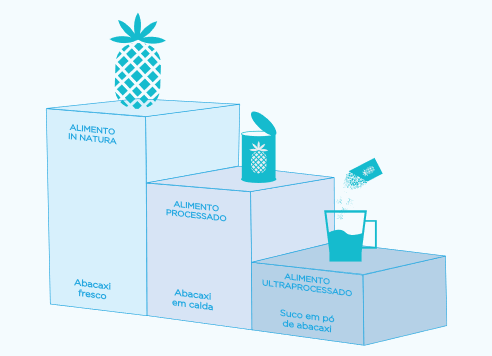 ALIMENTO
IN NATURA
Abacaxi
fresco
ALIMENTO
PROCESSADO
Abacaxi
em calda
ALIMENTO
ULTRAPROCESSADO
Suco em pó
de abacaxi